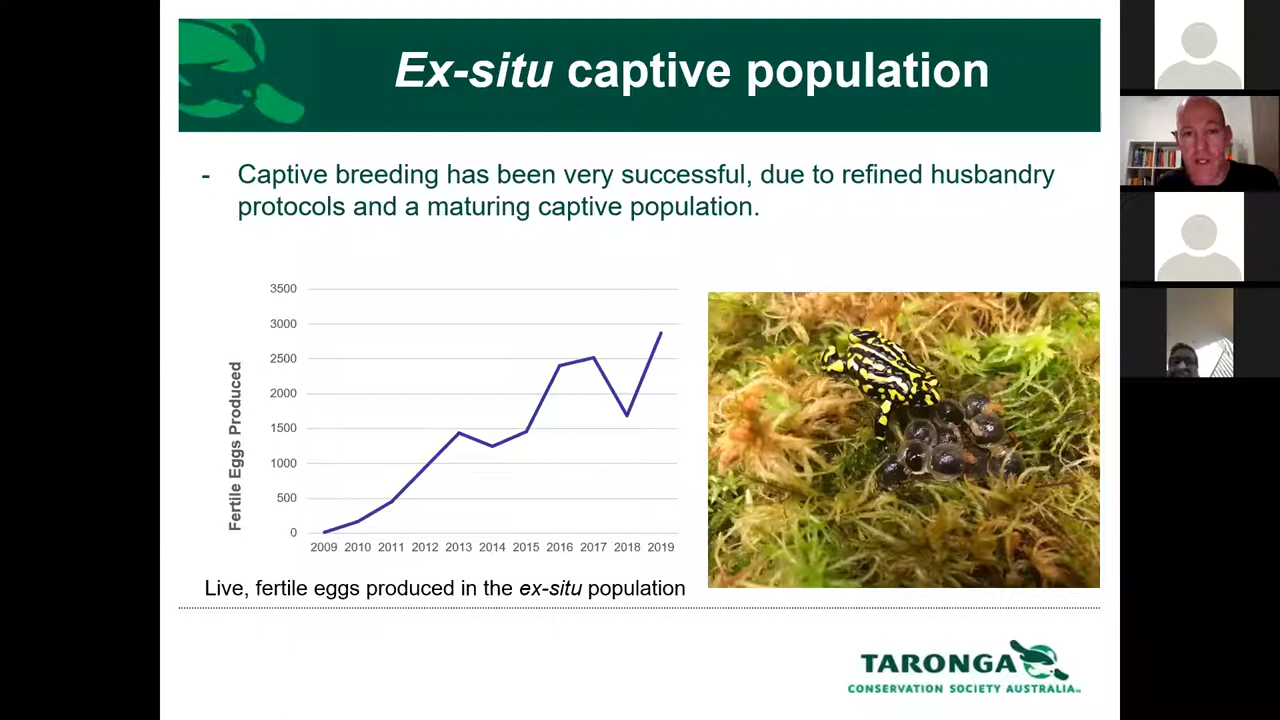 Ex-situ captive population
- Captive breeding has been very successful, due to refined husbandry
protocols and a maturing captive population.
3500
3000
2500
2000
1500
1000
500
0
Fertile Eggs Produced
2009 2010 2011 2012 2013 2014 2015 2016 2017 2018 2019
Live, fertile eggs produced in the ex-situ population
TARONGA
CONSERVATION SOCIETY AUSTRALIA